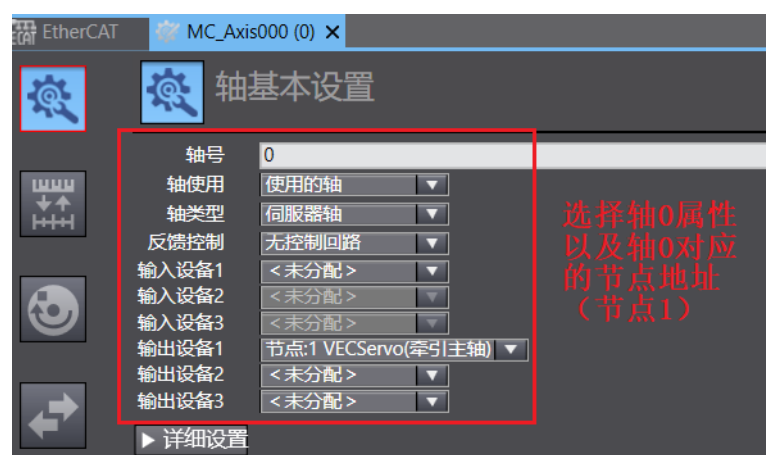 EtherCAT
MC_Axis000 (0)
轴基本设置
轴号 0
轴使用 使用的轴
轴类型 伺服器轴
反馈控制 无控制回路
输入设备1 <未分配>
输入设备2 <未分配>
输入设备3 <未分配>
输出设备1 节点:1 VECServo(牵引主轴)
输出设备2 <未分配>
输出设备3 <未分配>
详细设置
选择轴0属性
以及轴0对应
的节点地址
（节点1）